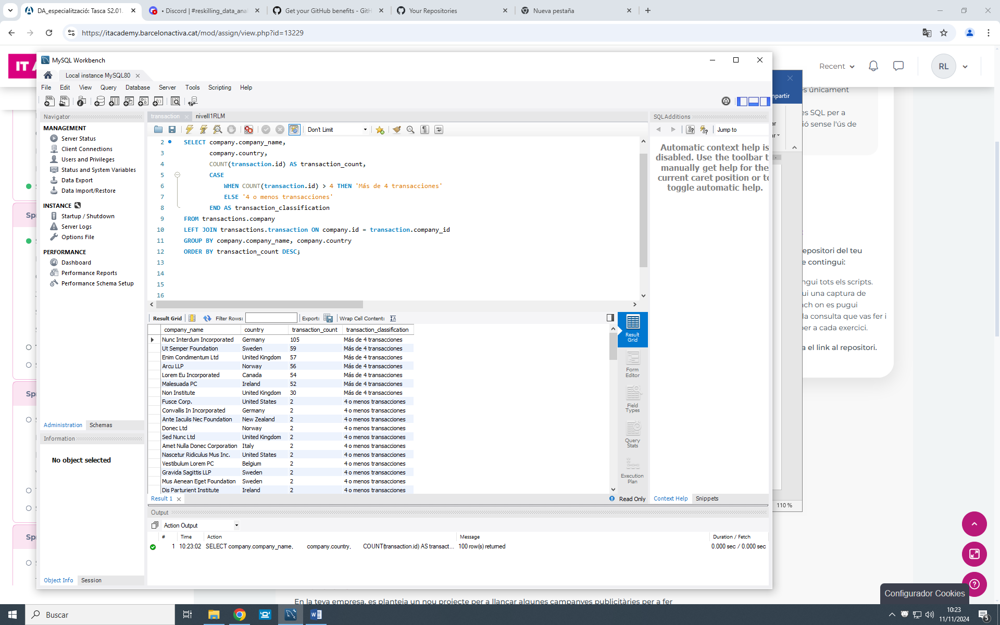 DA_especialització: Tasca S2.01.
• Discord | #reskilling_data_anal
Get your GitHub benefits - GitH
Your Repositories
Nueva pestaña
https://itacademy.barcelonactiva.cat/mod/assign/view.php?id=13229
IT A
Recent
RL
MySQL Workbench
Local instance MySQL80
File Edit View Query Database Server Tools Scripting Help
Navigator
MANAGEMENT
Server Status
Client Connections
Users and Privileges
Status and System Variables
Data Export
Data Import/Restore
INSTANCE
Startup / Shutdown
Server Logs
Options File
PERFORMANCE
Dashboard
Performance Reports
Performance Schema Setup
Administration Schemas
Information
No object selected
Object Info Session
transaction nivell1RLM
Don't Limit
2 SELECT company.company_name,
3 company.country,
4 COUNT(transaction.id) AS transaction_count,
5 CASE
6 WHEN COUNT(transaction.id) > 4 THEN 'Más de 4 transacciones'
7 ELSE '4 o menos transacciones'
8 END AS transaction_classification
9 FROM transactions.company
10 LEFT JOIN transactions.transaction ON company.id = transaction.company_id
11 GROUP BY company.company_name, company.country
12 ORDER BY transaction_count DESC;
13
14
15
16
Result Grid Filter Rows: Export: Wrap Cell Content:
company_name country transaction_count transaction_classification
Nunc Interdum Incorporated Germany 105 Más de 4 transacciones
Ut Semper Foundation Sweden 59 Más de 4 transacciones
Enim Condimentum Ltd United Kingdom 57 Más de 4 transacciones
Arcu LLP Norway 56 Más de 4 transacciones
Lorem Eu Incorporated Canada 54 Más de 4 transacciones
Malesuada PC Ireland 52 Más de 4 transacciones
Non Institute United Kingdom 30 Más de 4 transacciones
Fusce Corp. United States 2 4 o menos transacciones
Convallis In Incorporated Germany 2 4 o menos transacciones
Ante Iaculis Nec Foundation New Zealand 2 4 o menos transacciones
Donec Ltd Norway 2 4 o menos transacciones
Sed Nunc Ltd United Kingdom 2 4 o menos transacciones
Amet Nulla Donec Corporation Italy 2 4 o menos transacciones
Nascetur Ridiculus Mus Inc. United States 2 4 o menos transacciones
Vestibulum Lorem PC Belgium 2 4 o menos transacciones
Gravida Sagittis LLP Sweden 2 4 o menos transacciones
Mus Aenean Eget Foundation Sweden 2 4 o menos transacciones
Dis Parturient Institute Ireland 2 4 o menos transacciones
Result Grid
Form Editor
Field Types
Query Stats
Execution Plan
Result 1
Read Only
SQLAdditions
Jump to
Automatic context help is
disabled. Use the toolbar t
manually get help for the
current caret position or to
toggle automatic help.
Context Help Snippets
Output
Action Output
# Time Action Message Duration / Fetch
1 10:23:02 SELECT company.company_name, company.country, COUNT(transaction.id) AS transact... 100 row(s) returned 0.000 sec / 0.000 sec
Spr
Spr
Spr
npartir
ar
ar
110 %
s únicament
es SQL per a
ió sense l'ús de
epositori del teu
e contingui:
ngui tots els scripts.
ui una captura de
ach on es pugui
la consulta que vas fer i
per a cada exercici.
a el link al repositori.
En la teva empresa, es planteja un nou projecte per a llançar algunes campanyes publicitàries per a fer
Configurador Cookies
Buscar
10:23
11/11/2024
5